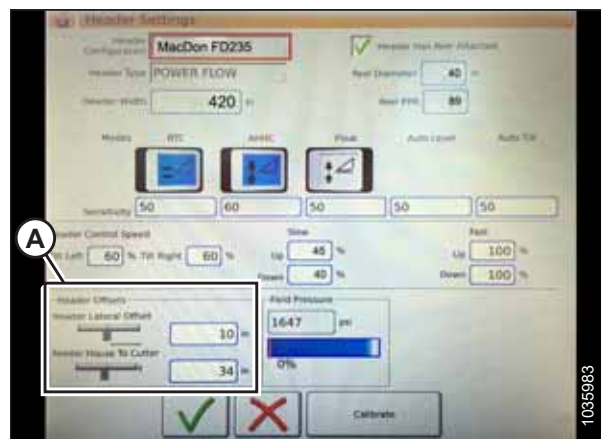 Header Settings
Header Configuration MacDon FD235
Header Has Reel Attached
Header Type POWER FLOW
Reel Diameter 40 in
Header Width 420 in
Reel PPR 89
Modes RTC AHHC Float Auto Level Auto Tilt
Sensitivity 50 60 50 50 50
A
Header Control Speed
Slow
Fast
Tilt Left 60 % Tilt Right 60 %
Up 45 %
Up 100 %
Down 40 %
Down 100 %
Header Offsets
Field Pressure
Header Lateral Offset
10 in
1647 psi
Feeder House To Cutter
34 in
0%
Calibrate
1035983